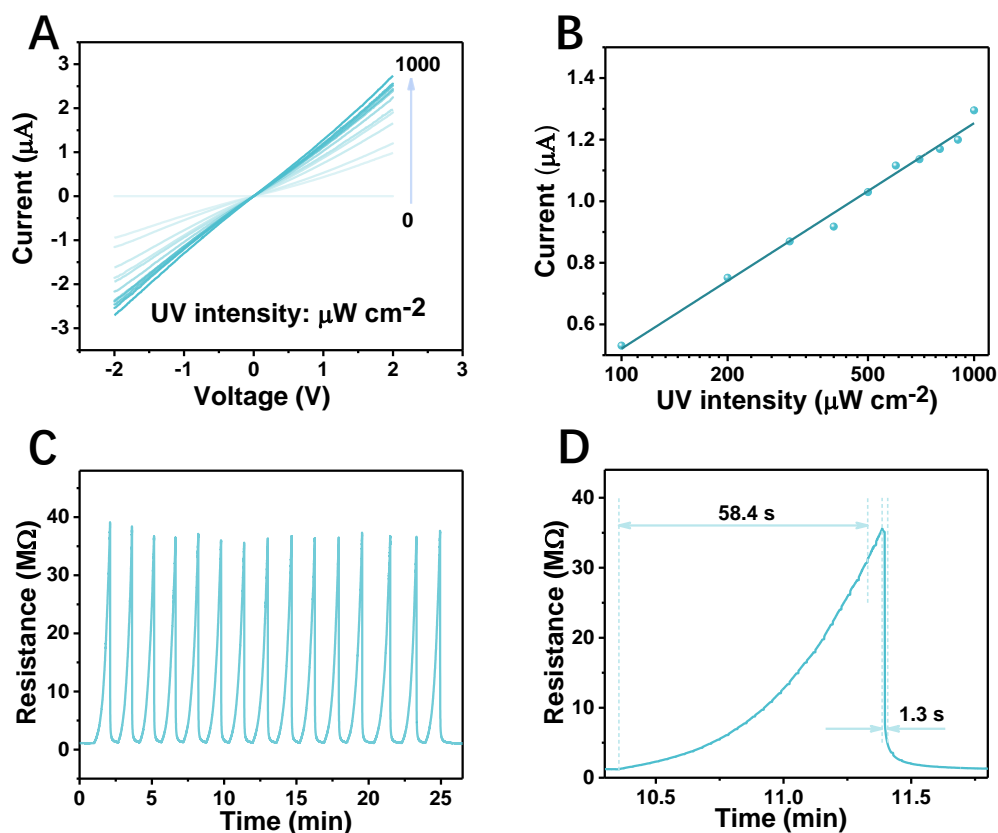 A
3
2
1
0
-1
-2
-3
Current (μA)
1000
0
UV intensity: μW cm-2
-2 -1 0 1 2 3
Voltage (V)
B
1.4
1.2
1.0
0.8
0.6
Current (μA)
100 200 500 1000
UV intensity (μW cm-2)
C
40
30
20
10
0
Resistance (MΩ)
0 5 10 15 20 25
Time (min)
D
50
40
30
20
10
0
Resistance (MΩ)
58.4 s
1.3 s
10.5 11.0 11.5
Time (min)